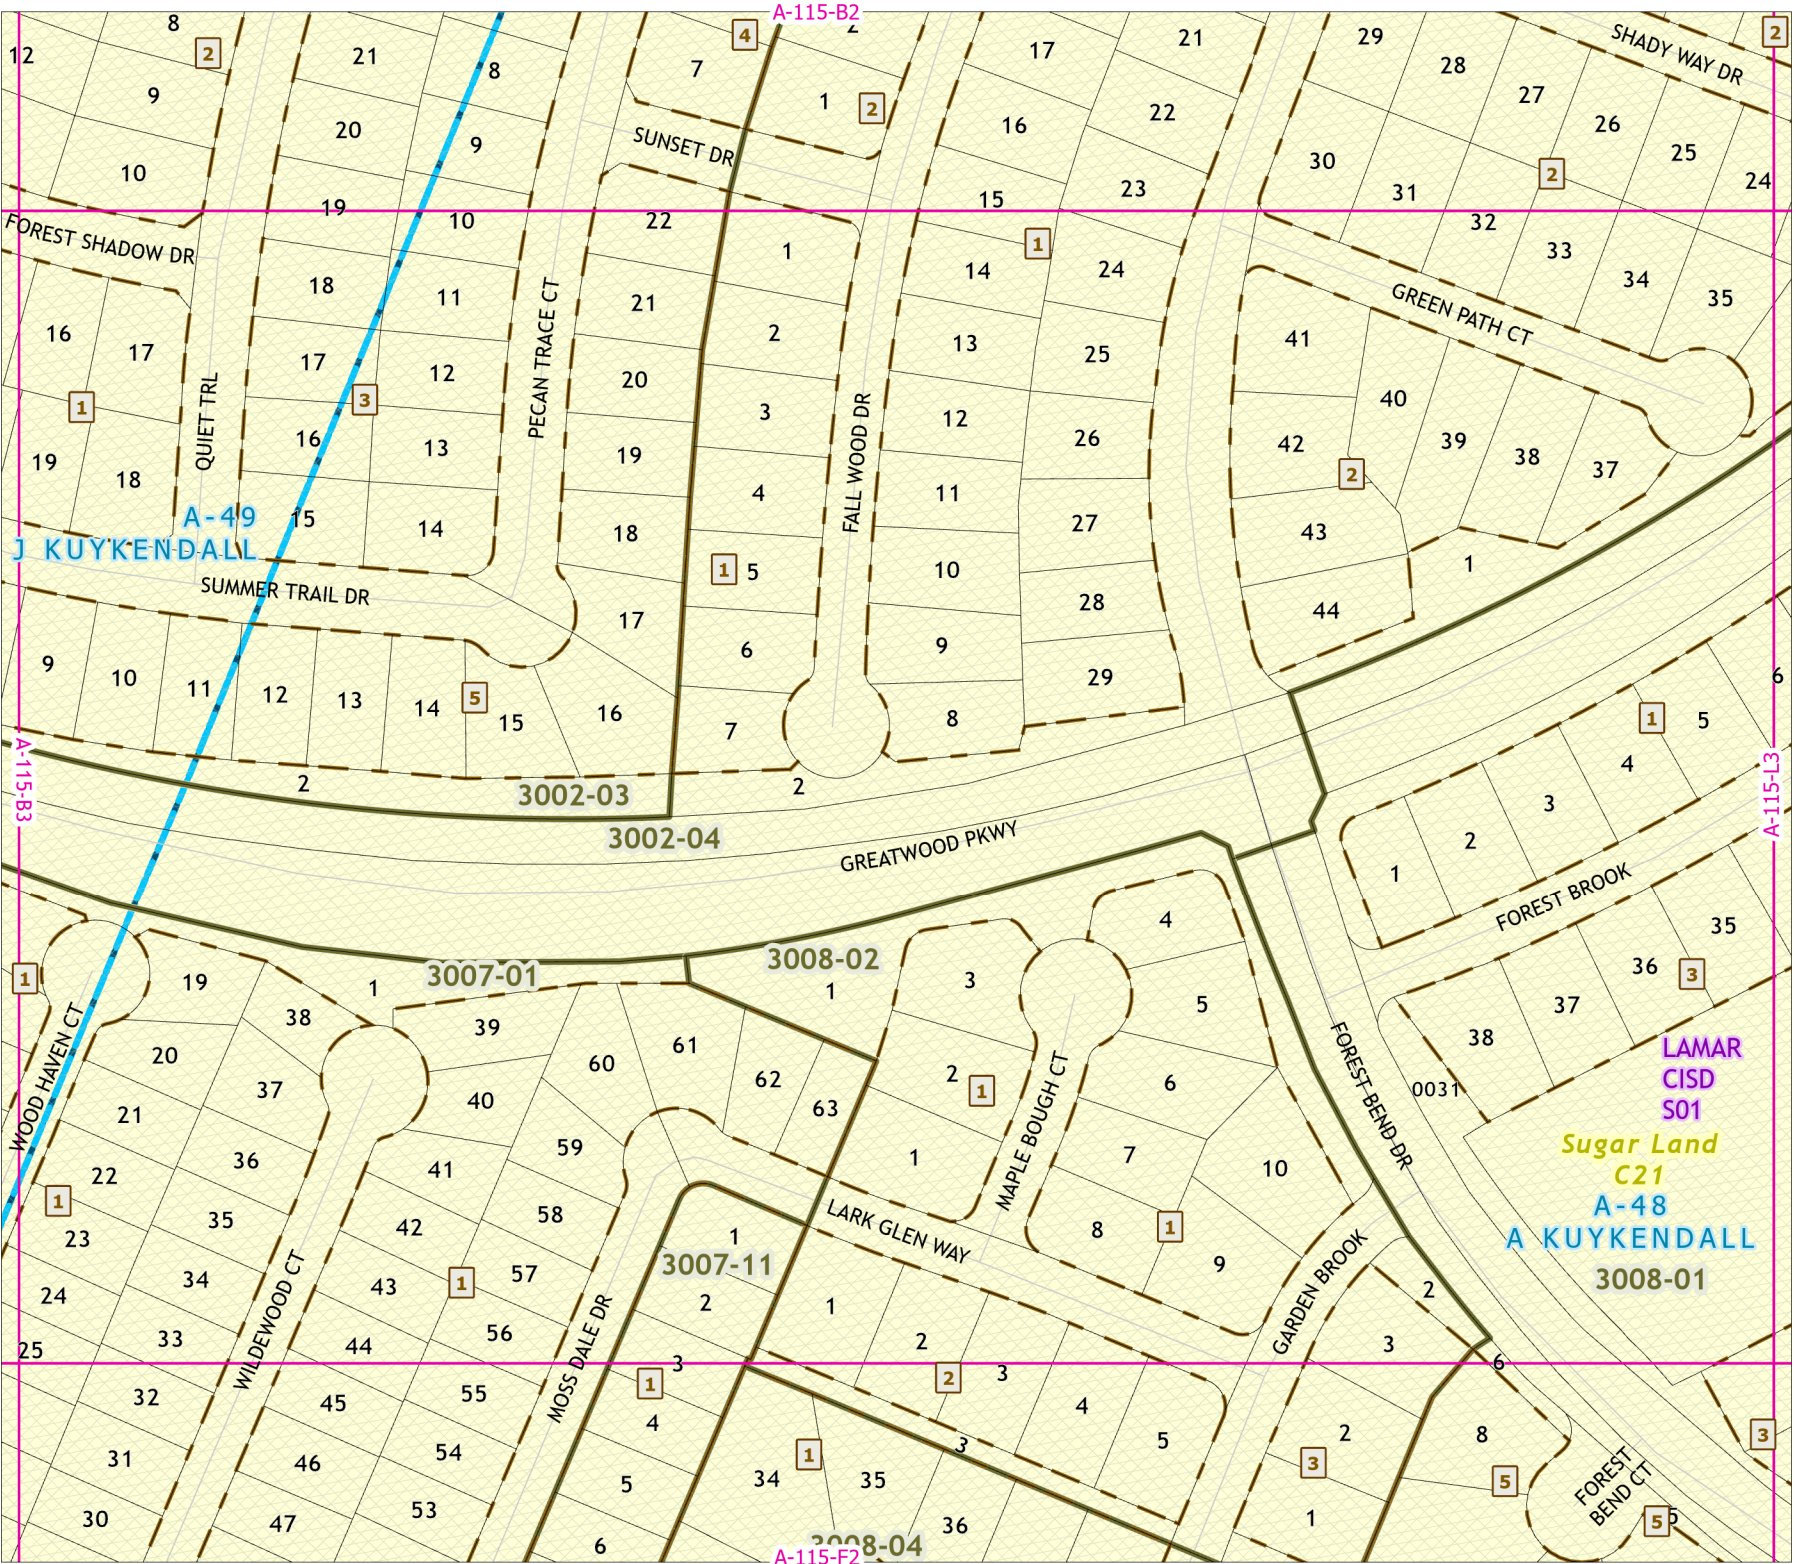 A-115-B2
SHADY WAY DR
SUNSET DR
FOREST SHADOW DR
GREEN PATH CT
QUIET TRL
PECAN TRACE CT
FALL WOOD DR
A-49
J KUYKENDALL
SUMMER TRAIL DR
A-115-B3
A-115-L3
3002-03
3002-04
GREATWOOD PKWY
FOREST BROOK
3008-02
3007-01
WOOD HAVEN CT
MAPLE BOUGH CT
FOREST BEND DR
0031
LAMAR
CISD
S01
Sugar Land
C21
A-48
A KUYKENDALL
3008-01
LARK GLEN WAY
3007-11
GARDEN BROOK
WILDEWOOD CT
MOSS DALE DR
FOREST
BEND CT
3008-04
A-115-F2